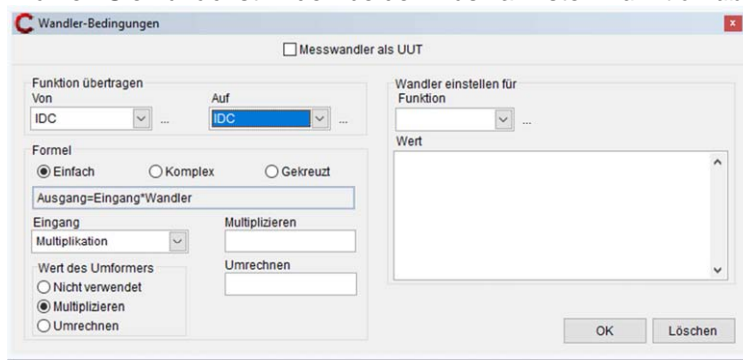 Wandler-Bedingungen
Messwandler als UUT
Funktion übertragen
Von
Auf
IDC
...
IDC
...
Formel
Einfach
Komplex
Gekreuzt
Ausgang=Eingang*Wandler
Eingang
Multiplizieren
Multiplikation
Wert des Umformers
Umrechnen
Nicht verwendet
Multiplizieren
Umrechnen
Wandler einstellen für
Funktion
...
Wert
OK
Löschen